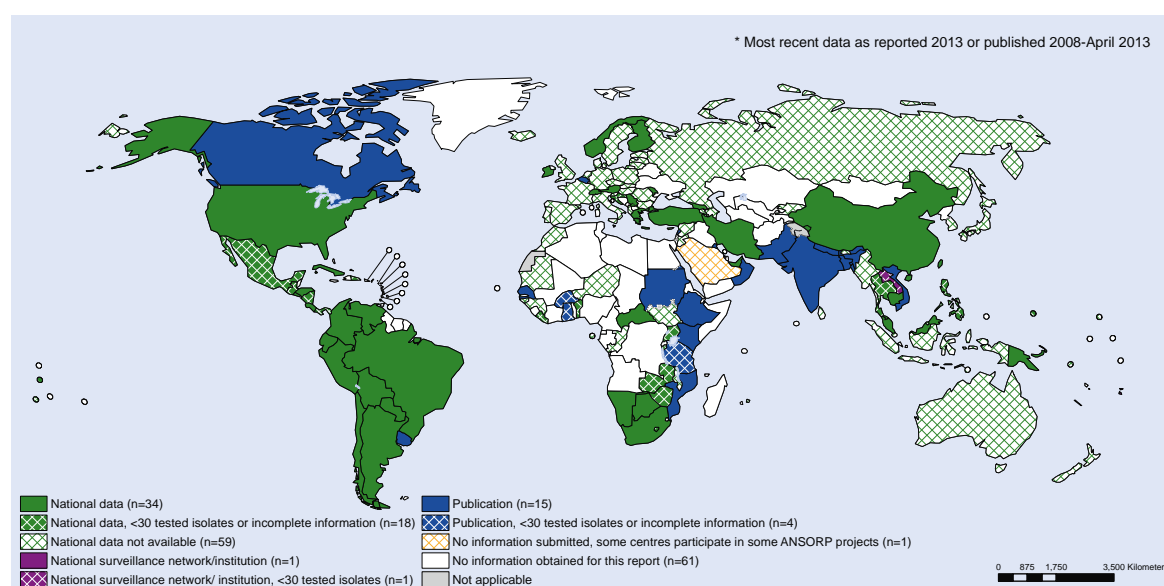 * Most recent data as reported 2013 or published 2008-April 2013
National data (n=34)
National data, <30 tested isolates or incomplete information (n=18)
National data not available (n=59)
National surveillance network/institution (n=1)
National surveillance network/ institution, <30 tested isolates (n=1)
Publication (n=15)
Publication, <30 tested isolates or incomplete information (n=4)
No information submitted, some centres participate in some ANSORP projects (n=1)
No information obtained for this report (n=61)
Not applicable
0 875 1,750 3,500 Kilometer